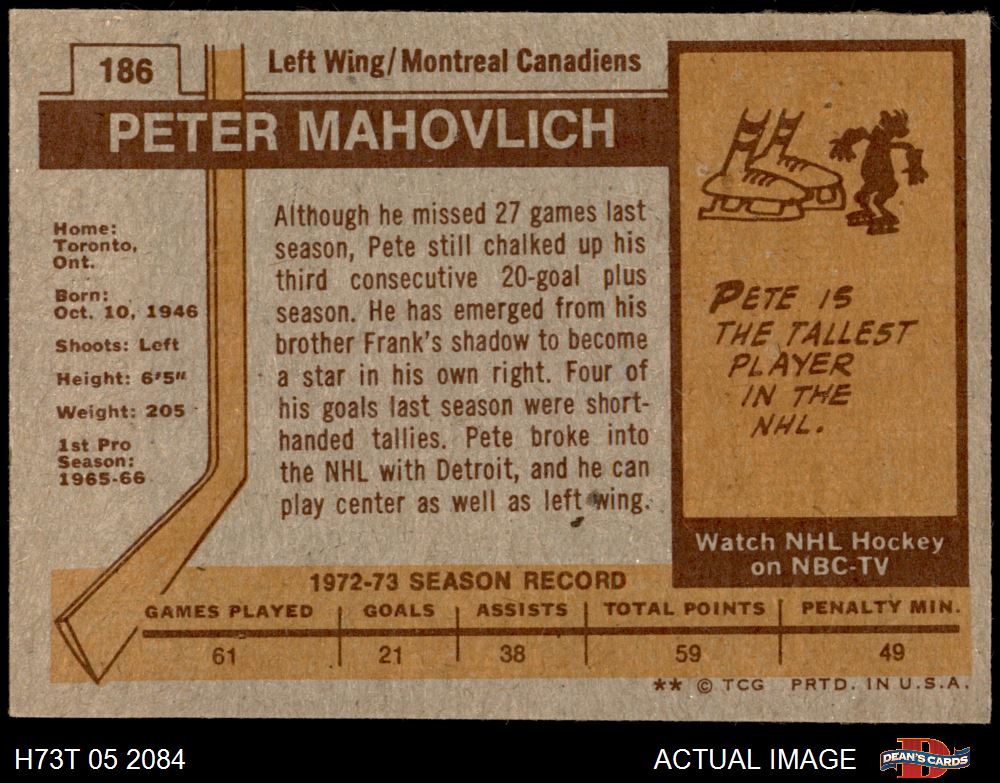 186
Left Wing/Montreal Canadiens
PETER MAHOVLICH
Home:
Toronto,
Ont.
Born:
Oct. 10, 1946
Shoots: Left
Height: 6'5"
Weight: 205
1st Pro
Season:
1965-66
Although he missed 27 games last
season, Pete still chalked up his
third consecutive 20-goal plus
season. He has emerged from his
brother Frank's shadow to become
a star in his own right. Four of
his goals last season were short-
handed tallies. Pete broke into
the NHL with Detroit, and he can
play center as well as left wing.
PETE IS
THE TALLEST
PLAYER
IN THE
NHL.
Watch NHL Hockey
on NBC-TV
1972-73 SEASON RECORD
GAMES PLAYED GOALS ASSISTS TOTAL POINTS PENALTY MIN.
61 21 38 59 49
** © TCG PRTD. IN U.S.A.
H73T 05 2084 ACTUAL IMAGE DEAN'S CARDS